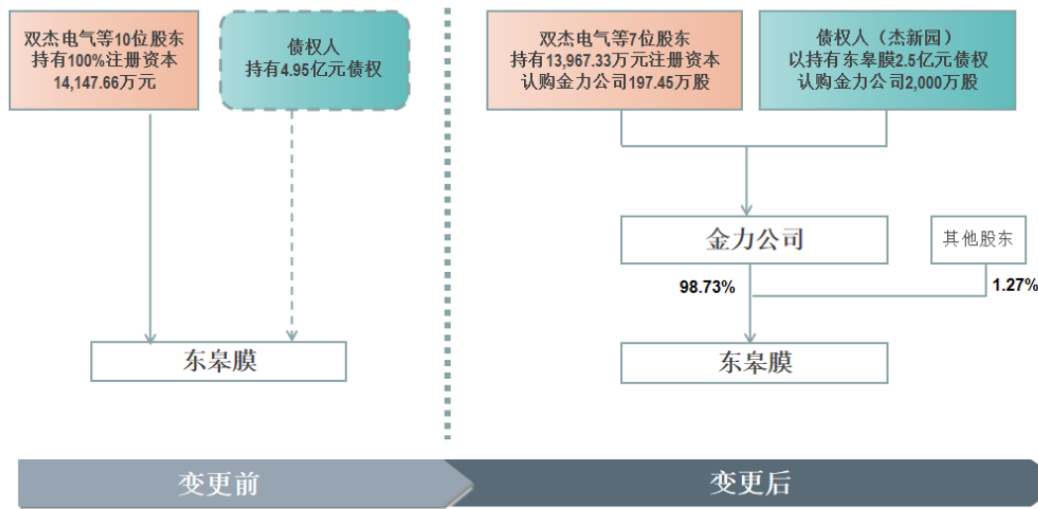 双杰电气等10位股东
持有100%注册资本
14,147.66万元
债权人
持有4.95亿元债权
东皋膜
双杰电气等7位股东
持有13,967.33万元注册资本
认购金力公司197.45万股
债权人（杰新园）
以持有东皋膜2.5亿元债权
认购金力公司2,000万股
金力公司
其他股东
98.73%
1.27%
东皋膜
变更前
变更后